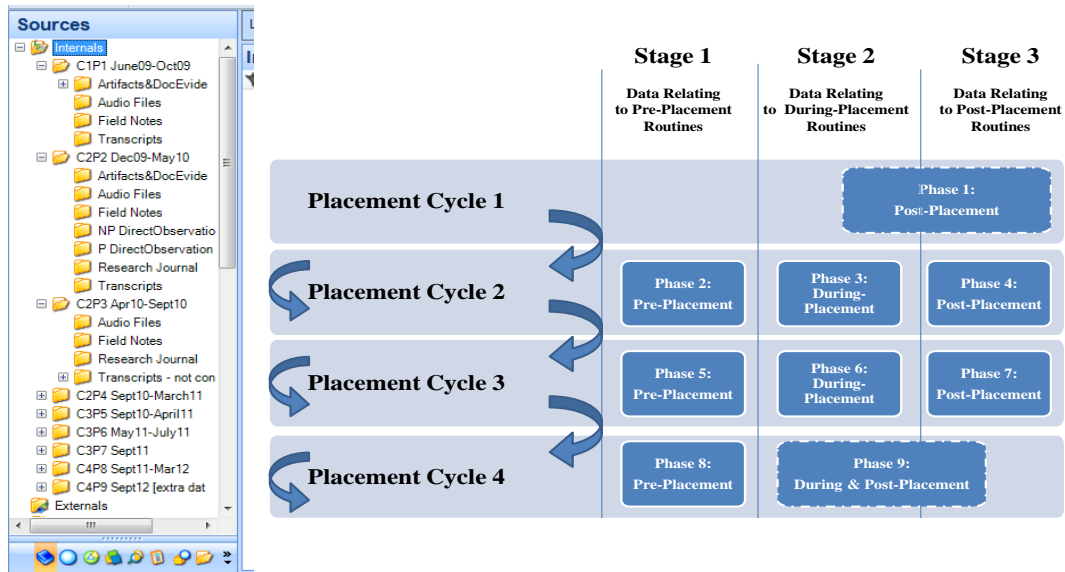 Sources
Internals
C1P1 June09-Oct09
Artifacts&DocEvide
Audio Files
Field Notes
Transcripts
C2P2 Dec09-May10
Artifacts&DocEvide
Audio Files
Field Notes
NP DirectObservatio
P DirectObservation
Research Journal
Transcripts
C2P3 Apr10-Sept10
Audio Files
Field Notes
Research Journal
Transcripts - not con
C2P4 Sept10-March11
C3P5 Sept10-April11
C3P6 May11-July11
C3P7 Sept11
C4P8 Sept11-Mar12
C4P9 Sept12 [extra dat
Externals
Stage 1
Stage 2
Stage 3
Data Relating
to Pre-Placement
Routines
Data Relating
to During-Placement
Routines
Data Relating
to Post-Placement
Routines
Placement Cycle 1
Phase 1:
Post-Placement
Placement Cycle 2
Phase 2:
Pre-Placement
Phase 3:
During-
Placement
Phase 4:
Post-Placement
Placement Cycle 3
Phase 5:
Pre-Placement
Phase 6:
During-
Placement
Phase 7:
Post-Placement
Placement Cycle 4
Phase 8:
Pre-Placement
Phase 9:
During & Post-Placement